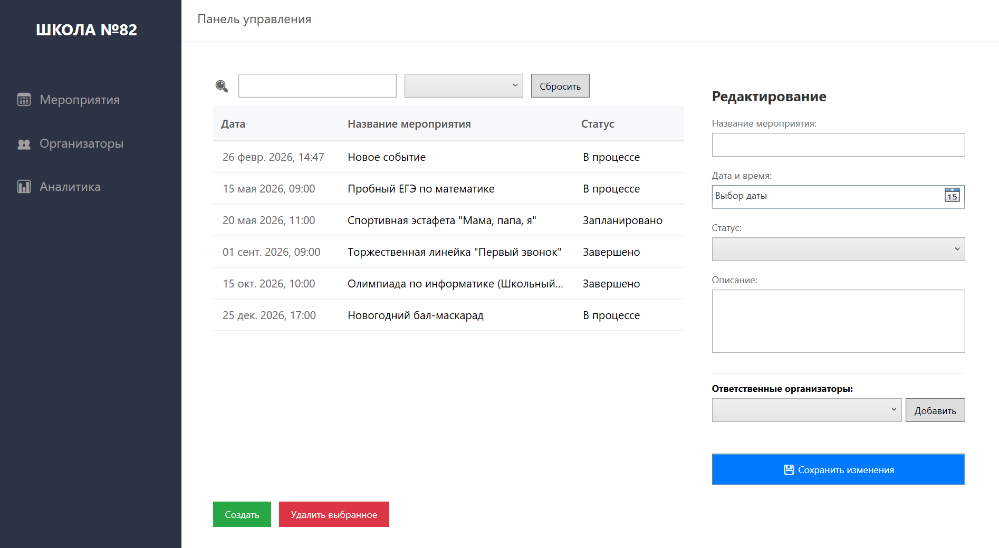 ШКОЛА №82
Мероприятия
Организаторы
Аналитика
Панель управления
Сбросить
Дата Название мероприятия Статус
26 февр. 2026, 14:47 Новое событие В процессе
15 мая 2026, 09:00 Пробный ЕГЭ по математике В процессе
20 мая 2026, 11:00 Спортивная эстафета "Мама, папа, я" Запланировано
01 сент. 2026, 09:00 Торжественная линейка "Первый звонок" Завершено
15 окт. 2026, 10:00 Олимпиада по информатике (Школьный... Завершено
25 дек. 2026, 17:00 Новогодний бал-маскарад В процессе
Создать Удалить выбранное
Редактирование
Название мероприятия:
Дата и время:
Выбор даты 15
Статус:
Описание:
Ответственные организаторы:
Добавить
Сохранить изменения